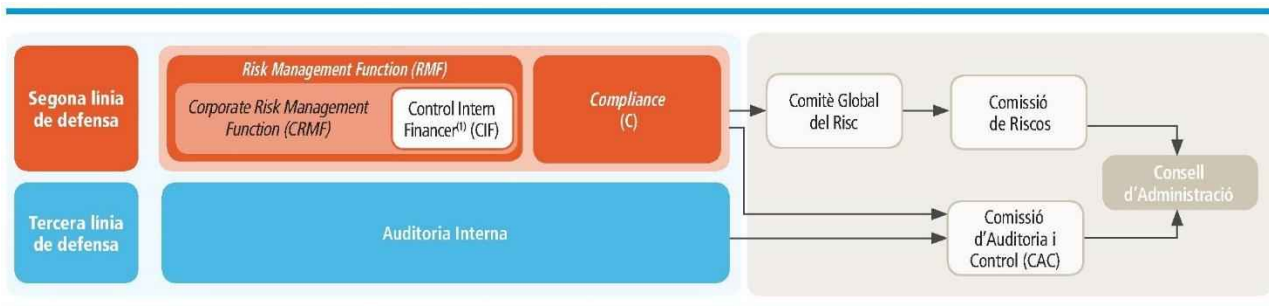 Segona línia
de defensa
Risk Management Function (RMF)
Corporate Risk Management
Function (CRMF)
Control Intern
Financer(1) (CIF)
Compliance
(C)
Comitè Global
del Risc
Comissió
de Riscos
Consell
d'Administració
Tercera línia
de defensa
Auditoria Interna
Comissió
d'Auditoria i
Control (CAC)